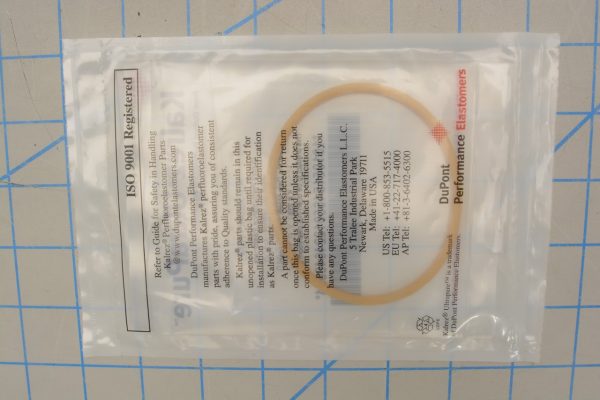 ISO 9001 Registered
Refer to Guide for Safety in Handling
Kalrez® Perfluoroelastomer Parts
@www.dupontelastomers.com
DuPont Performance Elastomers
manufactures Kalrez® perfluoroelastomer
parts with pride, assuring you of consistent
adherence to Quality standards.
Kalrez® parts should remain in this
unopened plastic bag until required for
installation to ensure their identification
as Kalrez® parts.
A part cannot be considered for return
once this bag is opened unless it does not
conform to established specifications.
Please contact your distributor if you
have any questions.
DuPont Performance Elastomers L.L.C.
5 Tralee Industrial Park
Newark, Delaware 19711
Made in USA
US Tel: +1-800-853-5515
EU Tel: +41-22-717-4000
AP Tel: +81-3-6402-6300
DuPont
Performance Elastomers
Kalrez® Ultrapure™ is a trademark
of DuPont Performance Elastomers